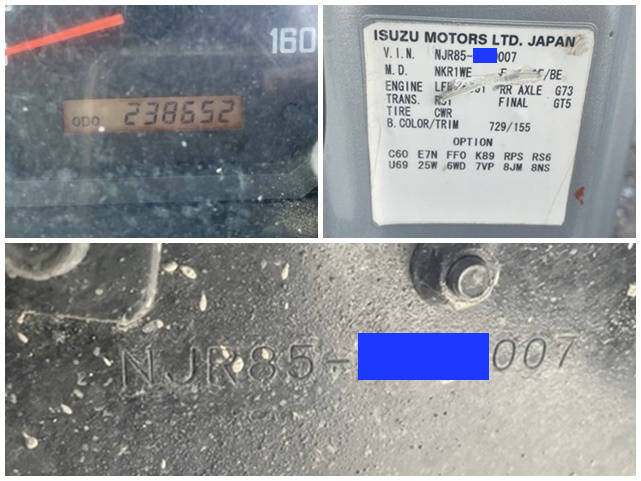 160
ODO 238652
ISUZU MOTORS LTD. JAPAN
V.I.N. NJR85- 007
M.D. NKR1WE /BE
ENGINE RR AXLE G73
TRANS. FINAL GT5
TIRE CWR
B.COLOR/TRIM 729/155
OPTION
C60 E7N FF0 K89 RPS RS6
U69 25W 6WD 7VP 8JM 8NS
NJR85- 007